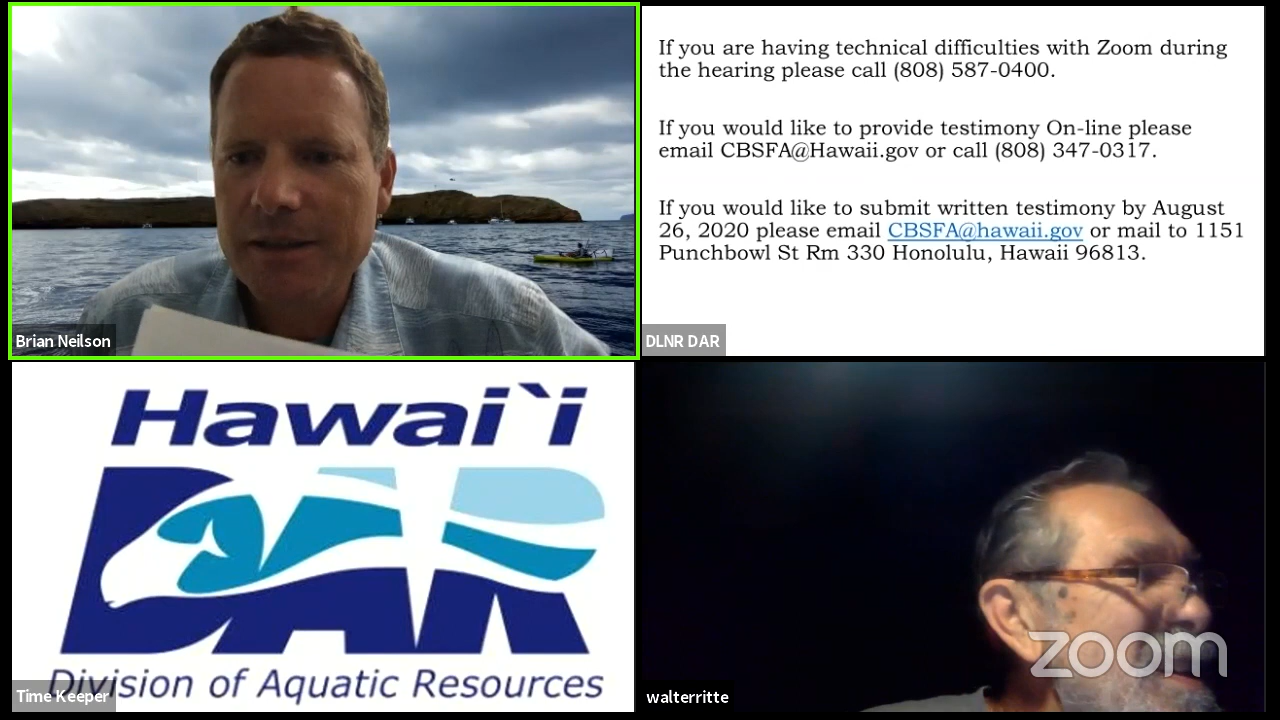 If you are having technical difficulties with Zoom during
the hearing please call (808) 587-0400.
If you would like to provide testimony On-line please
email CBSFA@Hawaii.gov or call (808) 347-0317.
If you would like to submit written testimony by August
26, 2020 please email CBSFA@hawaii.gov or mail to 1151
Punchbowl St Rm 330 Honolulu, Hawaii 96813.
Brian Neilson
DLNR DAR
Hawai`i
DAR
Division of Aquatic Resources
Time Keeper
walterritte
zoom